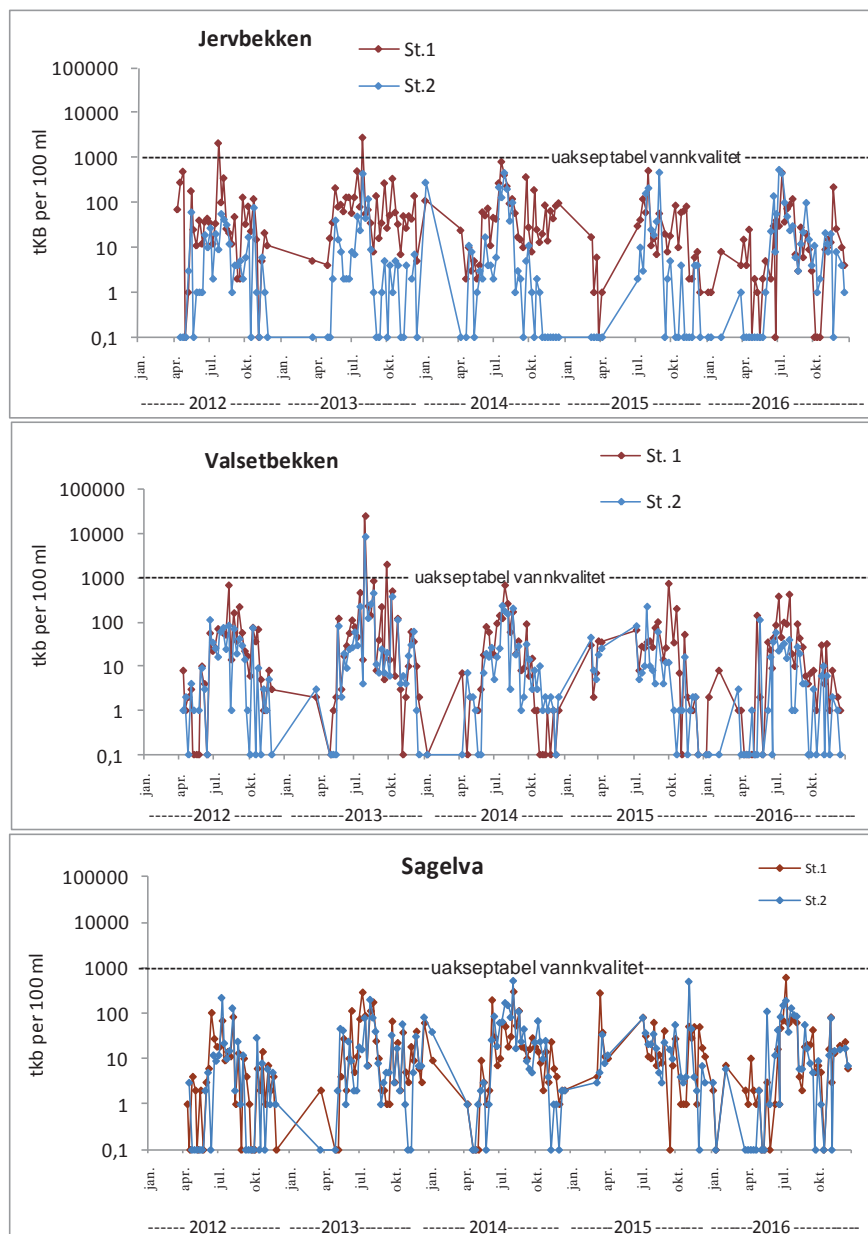 Jervbekken
St.1
St.2
100000
10000
1000
100
10
1
0,1
tKB per 100 ml
uakseptabel vannkvalitet
jan. apr. jul. okt. jan. apr. jul. okt. jan. apr. jul. okt. jan. apr. jul. okt. jan. apr. jul. okt.
------- 2012 -------- 2013 -------- 2014 -------- 2015 -------- 2016 -------
Valsetbekken
St. 1
St .2
100000
10000
1000
100
10
1
0,1
tkb per 100 ml
uakseptabel vannkvalitet
jan. apr. jul. okt. jan. apr. jul. okt. jan. apr. jul. okt. jan. apr. jul. okt. jan. apr. jul. okt.
-------2012------- -------2013------- -------2014------- -------2015------- -------2016-------
Sagelva
St.1
St.2
100000
10000
1000
100
10
1
0,1
tkb per 100 ml
uakseptabel vannkvalitet
jan. apr. jul. okt. jan. apr. jul. okt. jan. apr. jul. okt. jan. apr. jul. okt. jan. apr. jul. okt.
------- 2012 ------- ------- 2013 ------- ------- 2014 ------- ------- 2015 ------- ------- 2016 -------